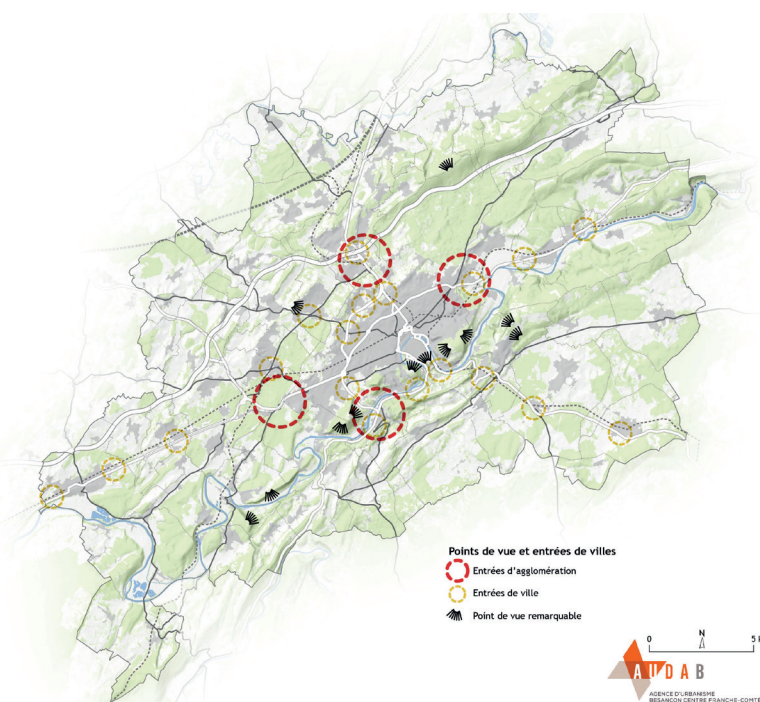 Points de vue et entrées de villes
Entrées d'agglomération
Entrées de ville
Point de vue remarquable
0 N 5
AUDAB
AGENCE D'URBANISME
BESANCON CENTRE FRANCHE-COMTÉ